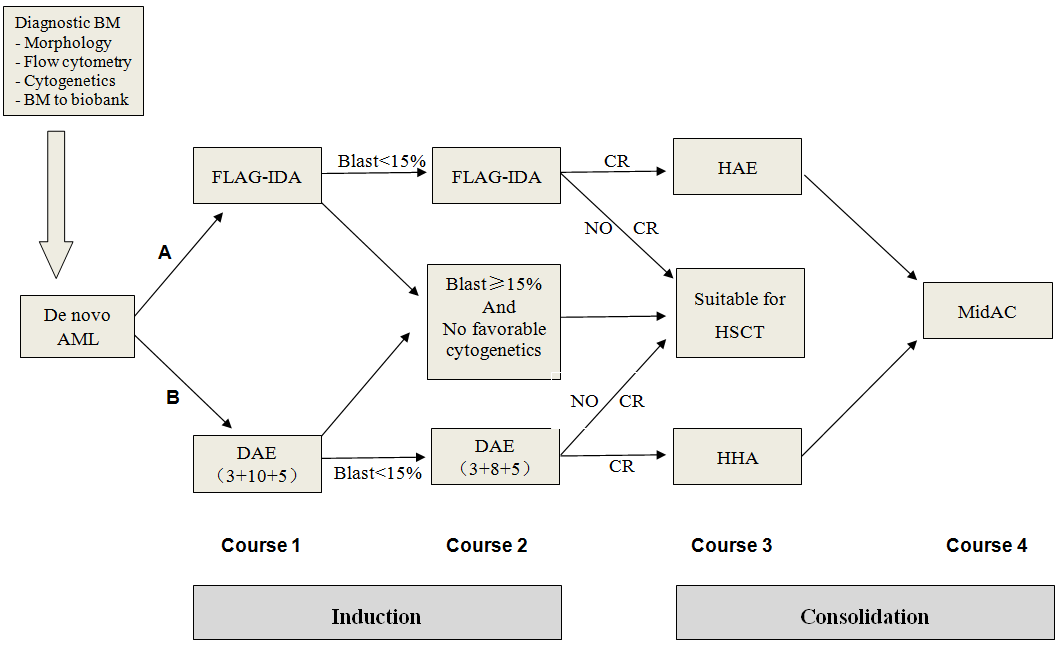 Diagnostic BM
- Morphology
- Flow cytometry
- Cytogenetics
- BM to biobank
De novo
AML
A
B
FLAG-IDA
Blast<15%
FLAG-IDA
CR
HAE
NO CR
Blast≥15%
And
No favorable
cytogenetics
Suitable for
HSCT
MidAC
NO CR
DAE
（3+10+5）
Blast<15%
DAE
（3+8+5）
CR
HHA
Course 1
Course 2
Course 3
Course 4
Induction
Consolidation